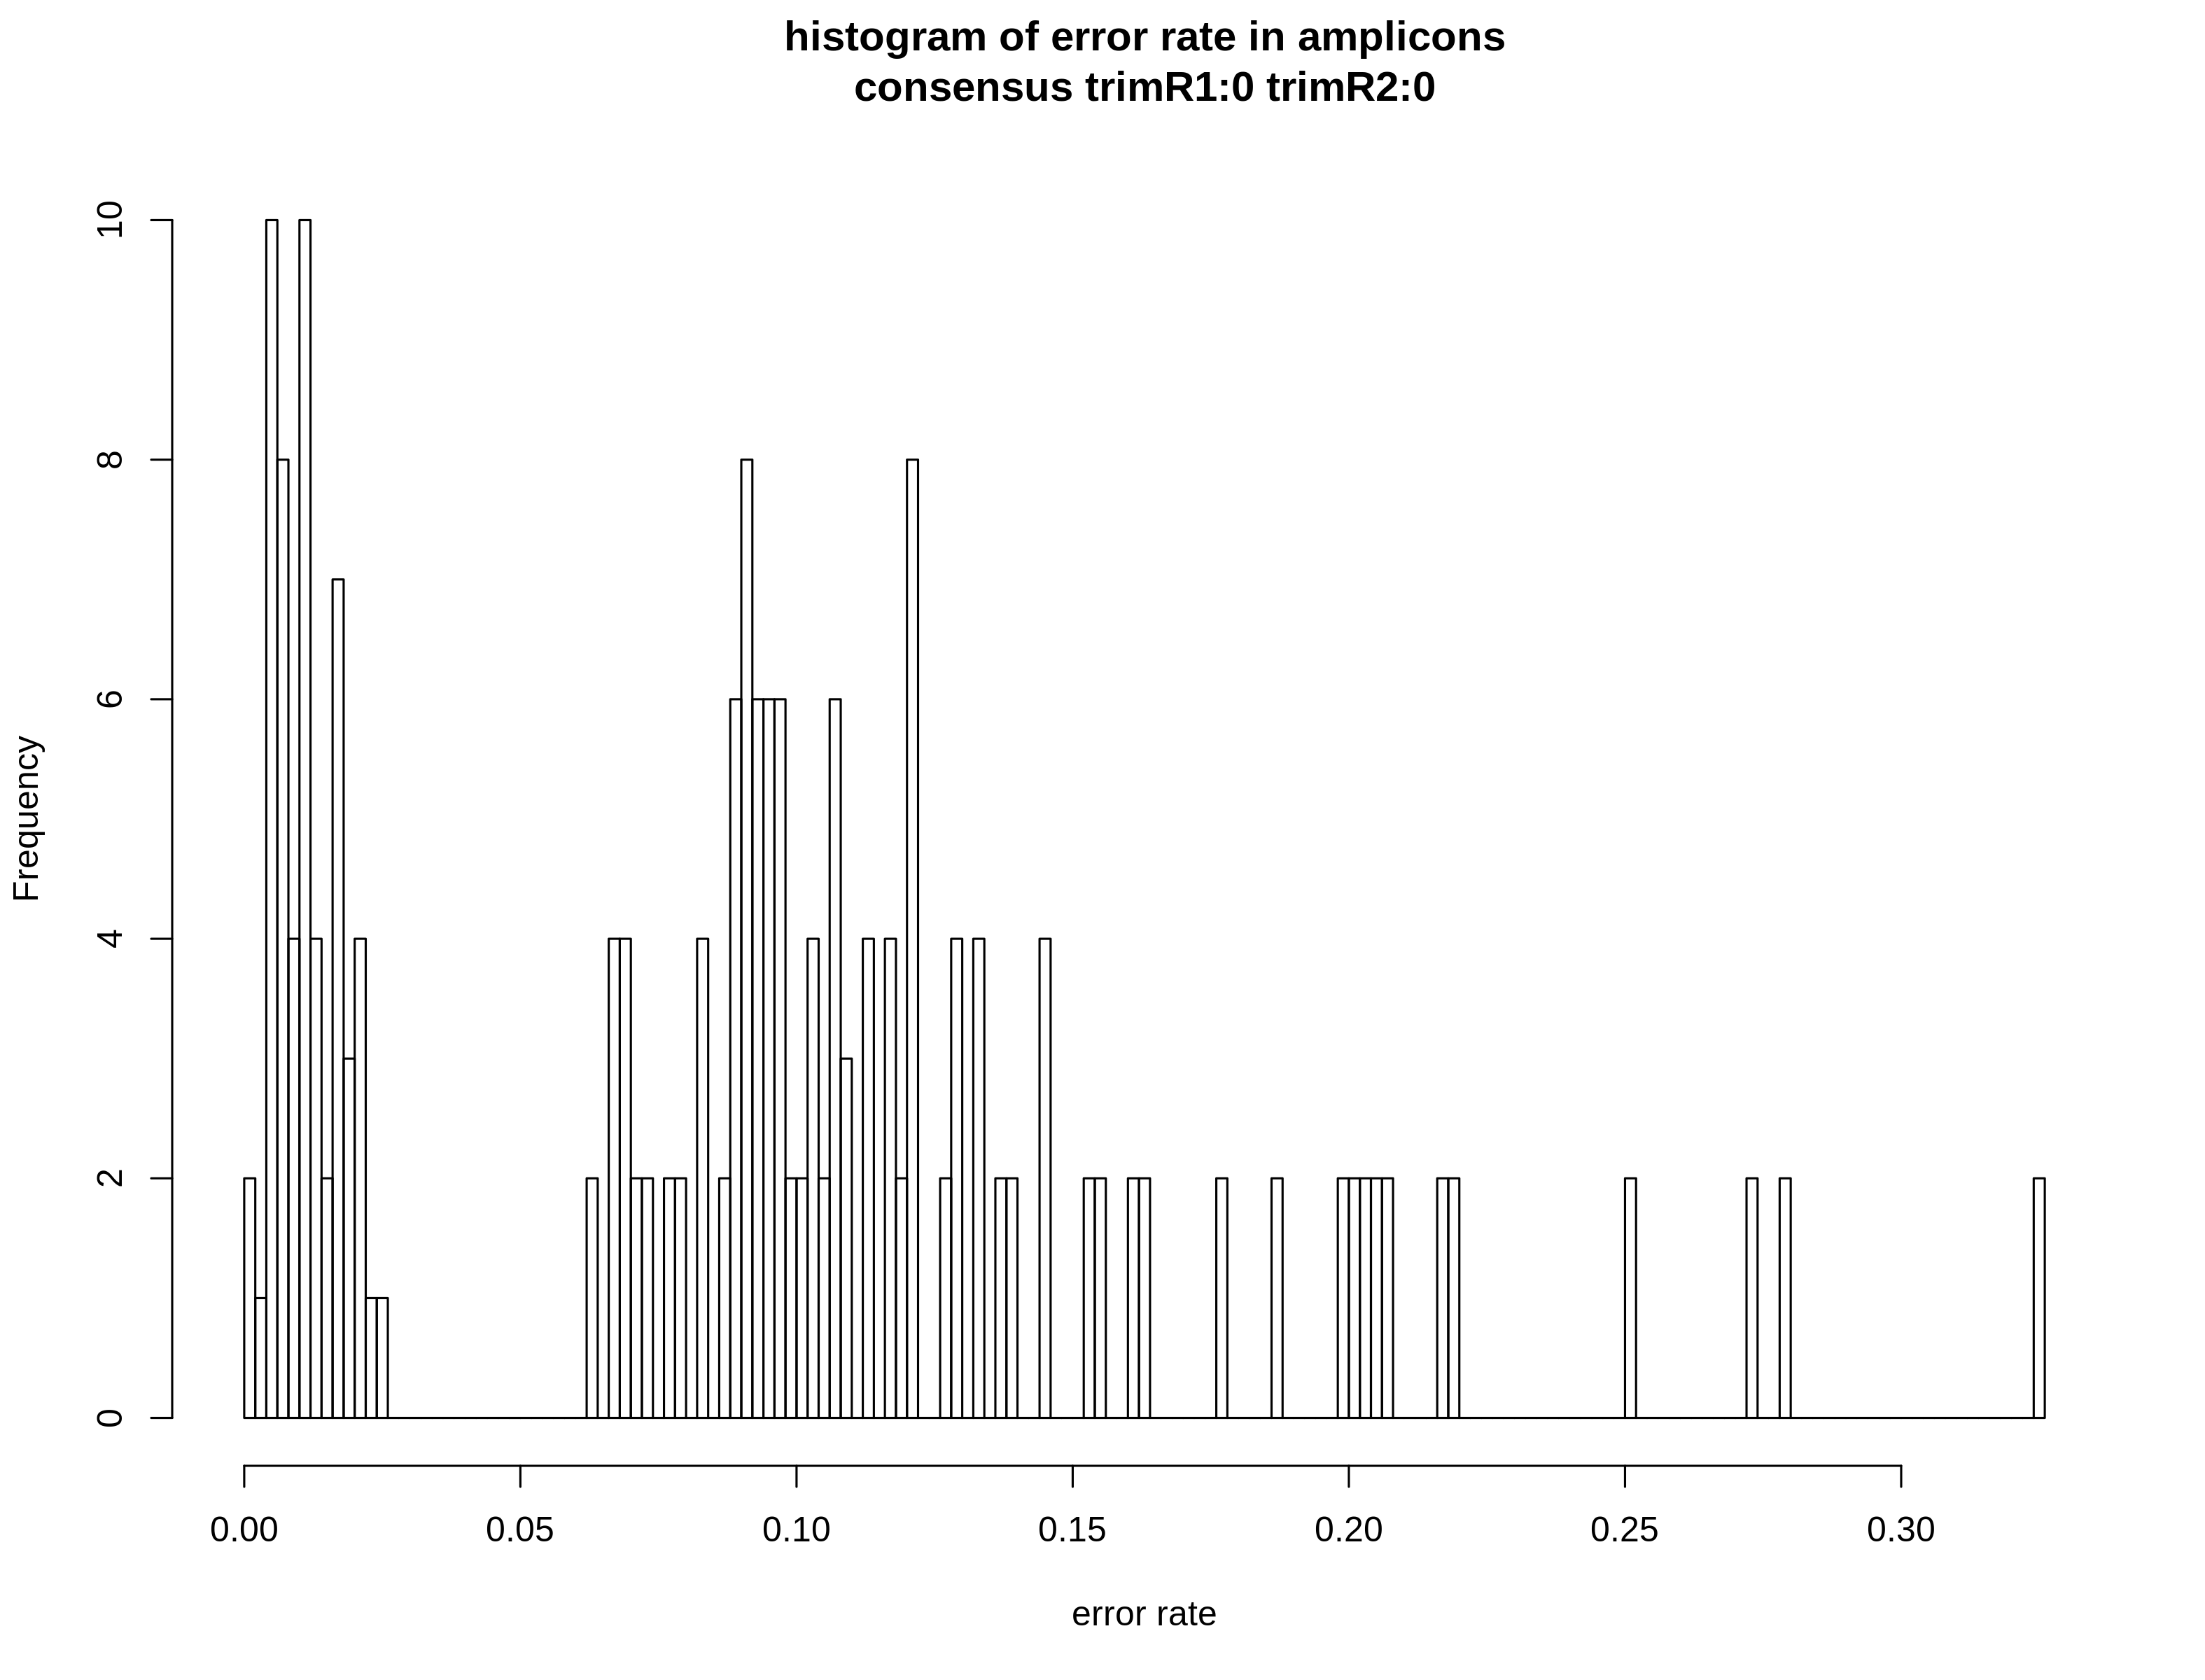 histogram of error rate in amplicons
consensus trimR1:0 trimR2:0
Frequency
10
8
6
4
2
0
0.00 0.05 0.10 0.15 0.20 0.25 0.30
error rate